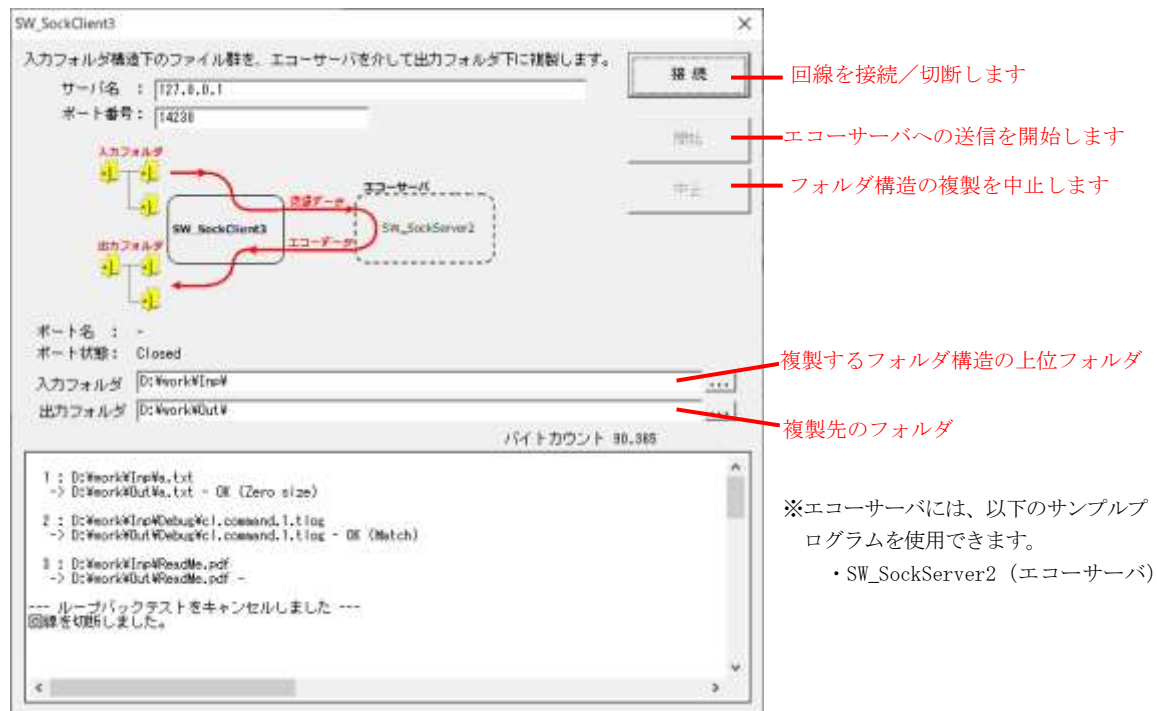 SW_SockClient3
入力フォルダ構造下のファイル群を、エコーサーバを介して出力フォルダ下に複製します。
サーバ名 : 127.0.0.1
ポート番号: 14238
接続
回線を接続／切断します
開始
エコーサーバへの送信を開始します
中止
フォルダ構造の複製を中止します
入力フォルダ
エコーサーバ
送信データ
SW_SockClient3
SW_SockServer2
エコーデータ
出力フォルダ
ポート名 : -
ポート状態: Closed
複製するフォルダ構造の上位フォルダ
入力フォルダ D:¥work¥Inp¥ ...
出力フォルダ D:¥work¥Out¥ ...
複製先のフォルダ
バイトカウント 90,365
1 : D:¥work¥Inp¥a.txt
-> D:¥work¥Out¥a.txt - OK (Zero size)
2 : D:¥work¥Inp¥Debug¥cl.command.1.tlog
-> D:¥work¥Out¥Debug¥cl.command.1.tlog - OK (Match)
3 : D:¥work¥Inp¥ReadMe.pdf
-> D:¥work¥Out¥ReadMe.pdf -
--- ループバックテストをキャンセルしました ---
回線を切断しました。
※エコーサーバには、以下のサンプルプ
ログラムを使用できます。
・SW_SockServer2（エコーサーバ）